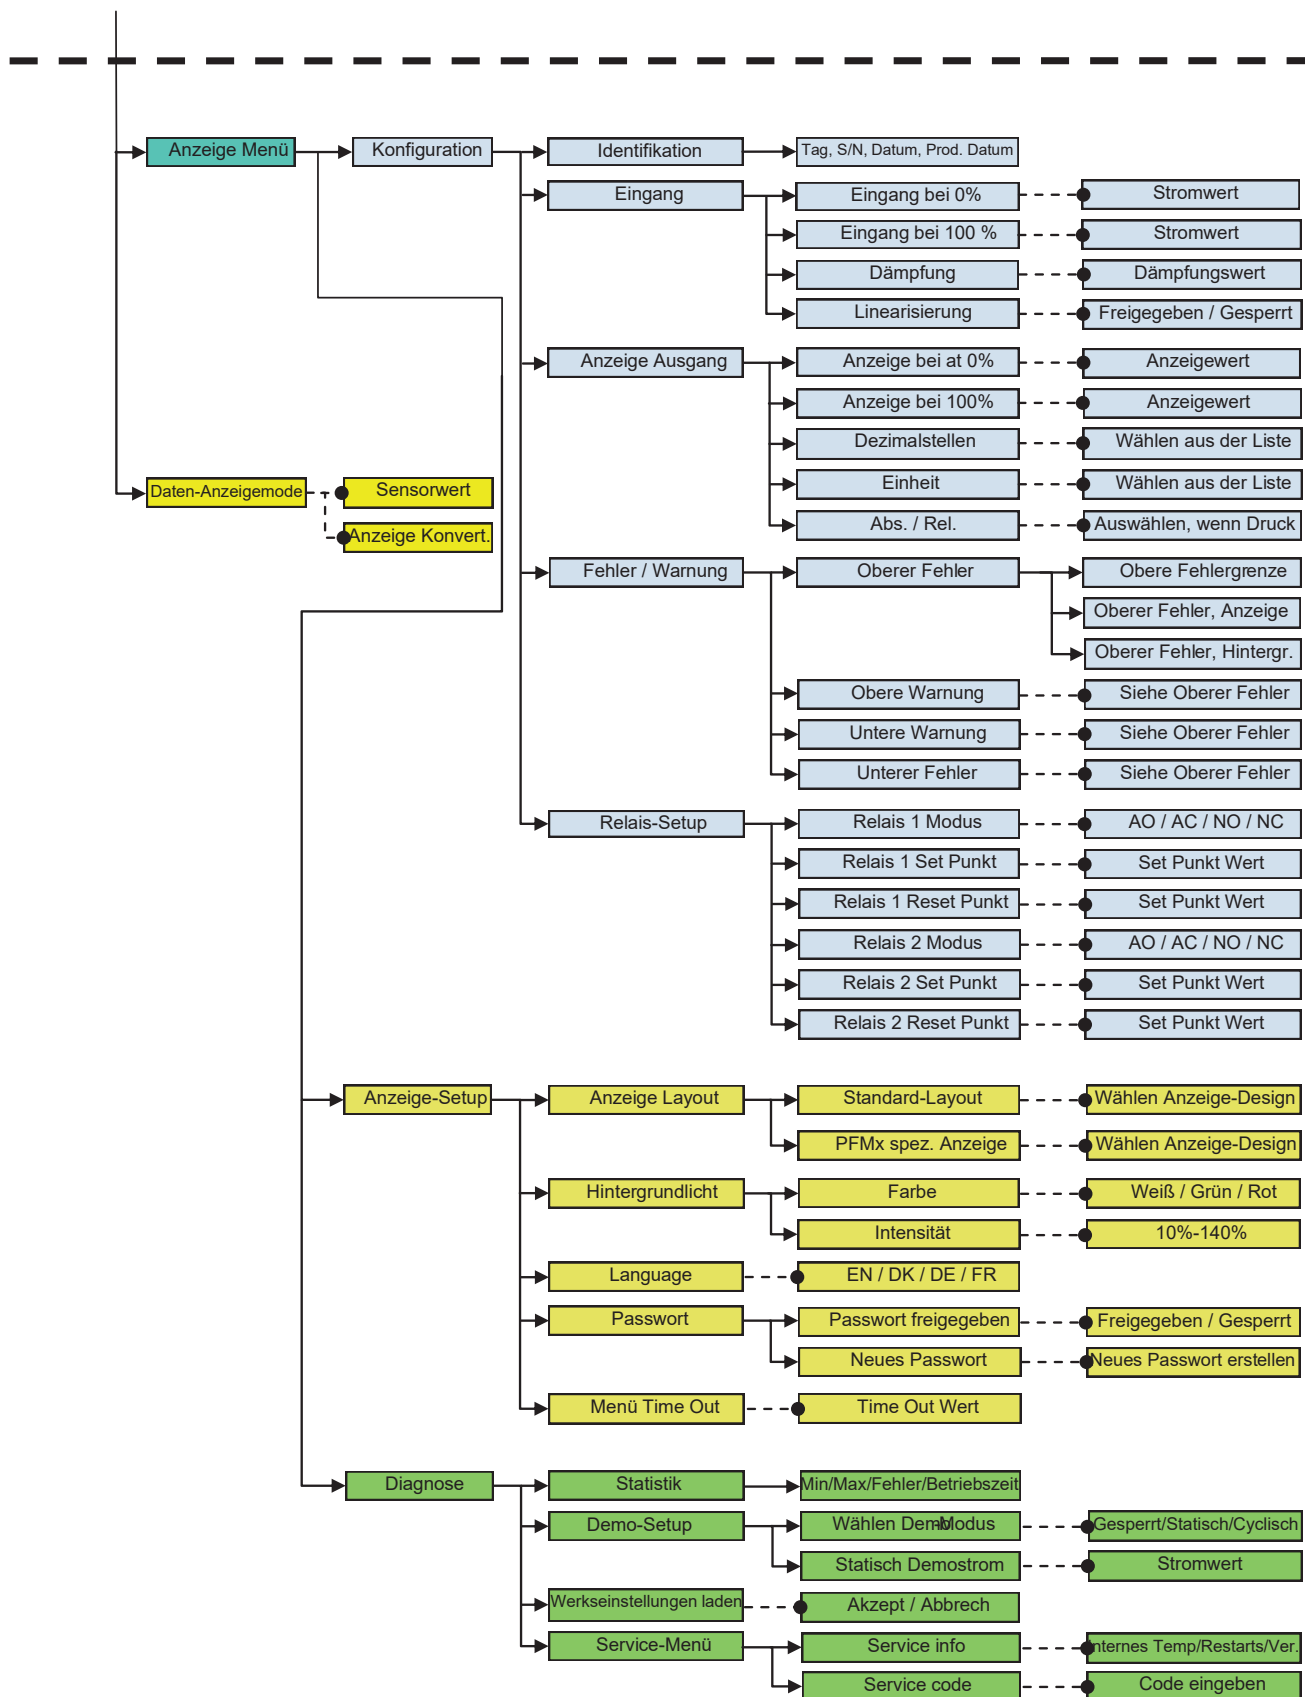 Anzeige Menü
Konfiguration
Identifikation
Tag, S/N, Datum, Prod. Datum
Eingang
Eingang bei 0%
Stromwert
Eingang bei 100 %
Stromwert
Dämpfung
Dämpfungswert
Linearisierung
Freigegeben / Gesperrt
Anzeige Ausgang
Anzeige bei at 0%
Anzeigewert
Anzeige bei 100%
Anzeigewert
Dezimalstellen
Wählen aus der Liste
Daten-Anzeigemode
Sensorwert
Einheit
Wählen aus der Liste
Anzeige Konvert.
Abs. / Rel.
Auswählen, wenn Druck
Fehler / Warnung
Oberer Fehler
Obere Fehlergrenze
Oberer Fehler, Anzeige
Oberer Fehler, Hintergr.
Obere Warnung
Siehe Oberer Fehler
Untere Warnung
Siehe Oberer Fehler
Unterer Fehler
Siehe Oberer Fehler
Relais-Setup
Relais 1 Modus
AO / AC / NO / NC
Relais 1 Set Punkt
Set Punkt Wert
Relais 1 Reset Punkt
Set Punkt Wert
Relais 2 Modus
AO / AC / NO / NC
Relais 2 Set Punkt
Set Punkt Wert
Relais 2 Reset Punkt
Set Punkt Wert
Anzeige-Setup
Anzeige Layout
Standard-Layout
Wählen Anzeige-Design
PFMx spez. Anzeige
Wählen Anzeige-Design
Hintergrundlicht
Farbe
Weiß / Grün / Rot
Intensität
10%-140%
Language
EN / DK / DE / FR
Passwort
Passwort freigegeben
Freigegeben / Gesperrt
Neues Passwort
Neues Passwort erstellen
Menü Time Out
Time Out Wert
Diagnose
Statistik
Min/Max/Fehler/Betriebszeit
Demo-Setup
Wählen Demo-Modus
Gesperrt/Statisch/Cyclisch
Statisch Demostrom
Stromwert
Werkseinstellungen laden
Akzept / Abbrech
Service-Menü
Service info
Internes Temp/Restarts/Ver.
Service code
Code eingeben